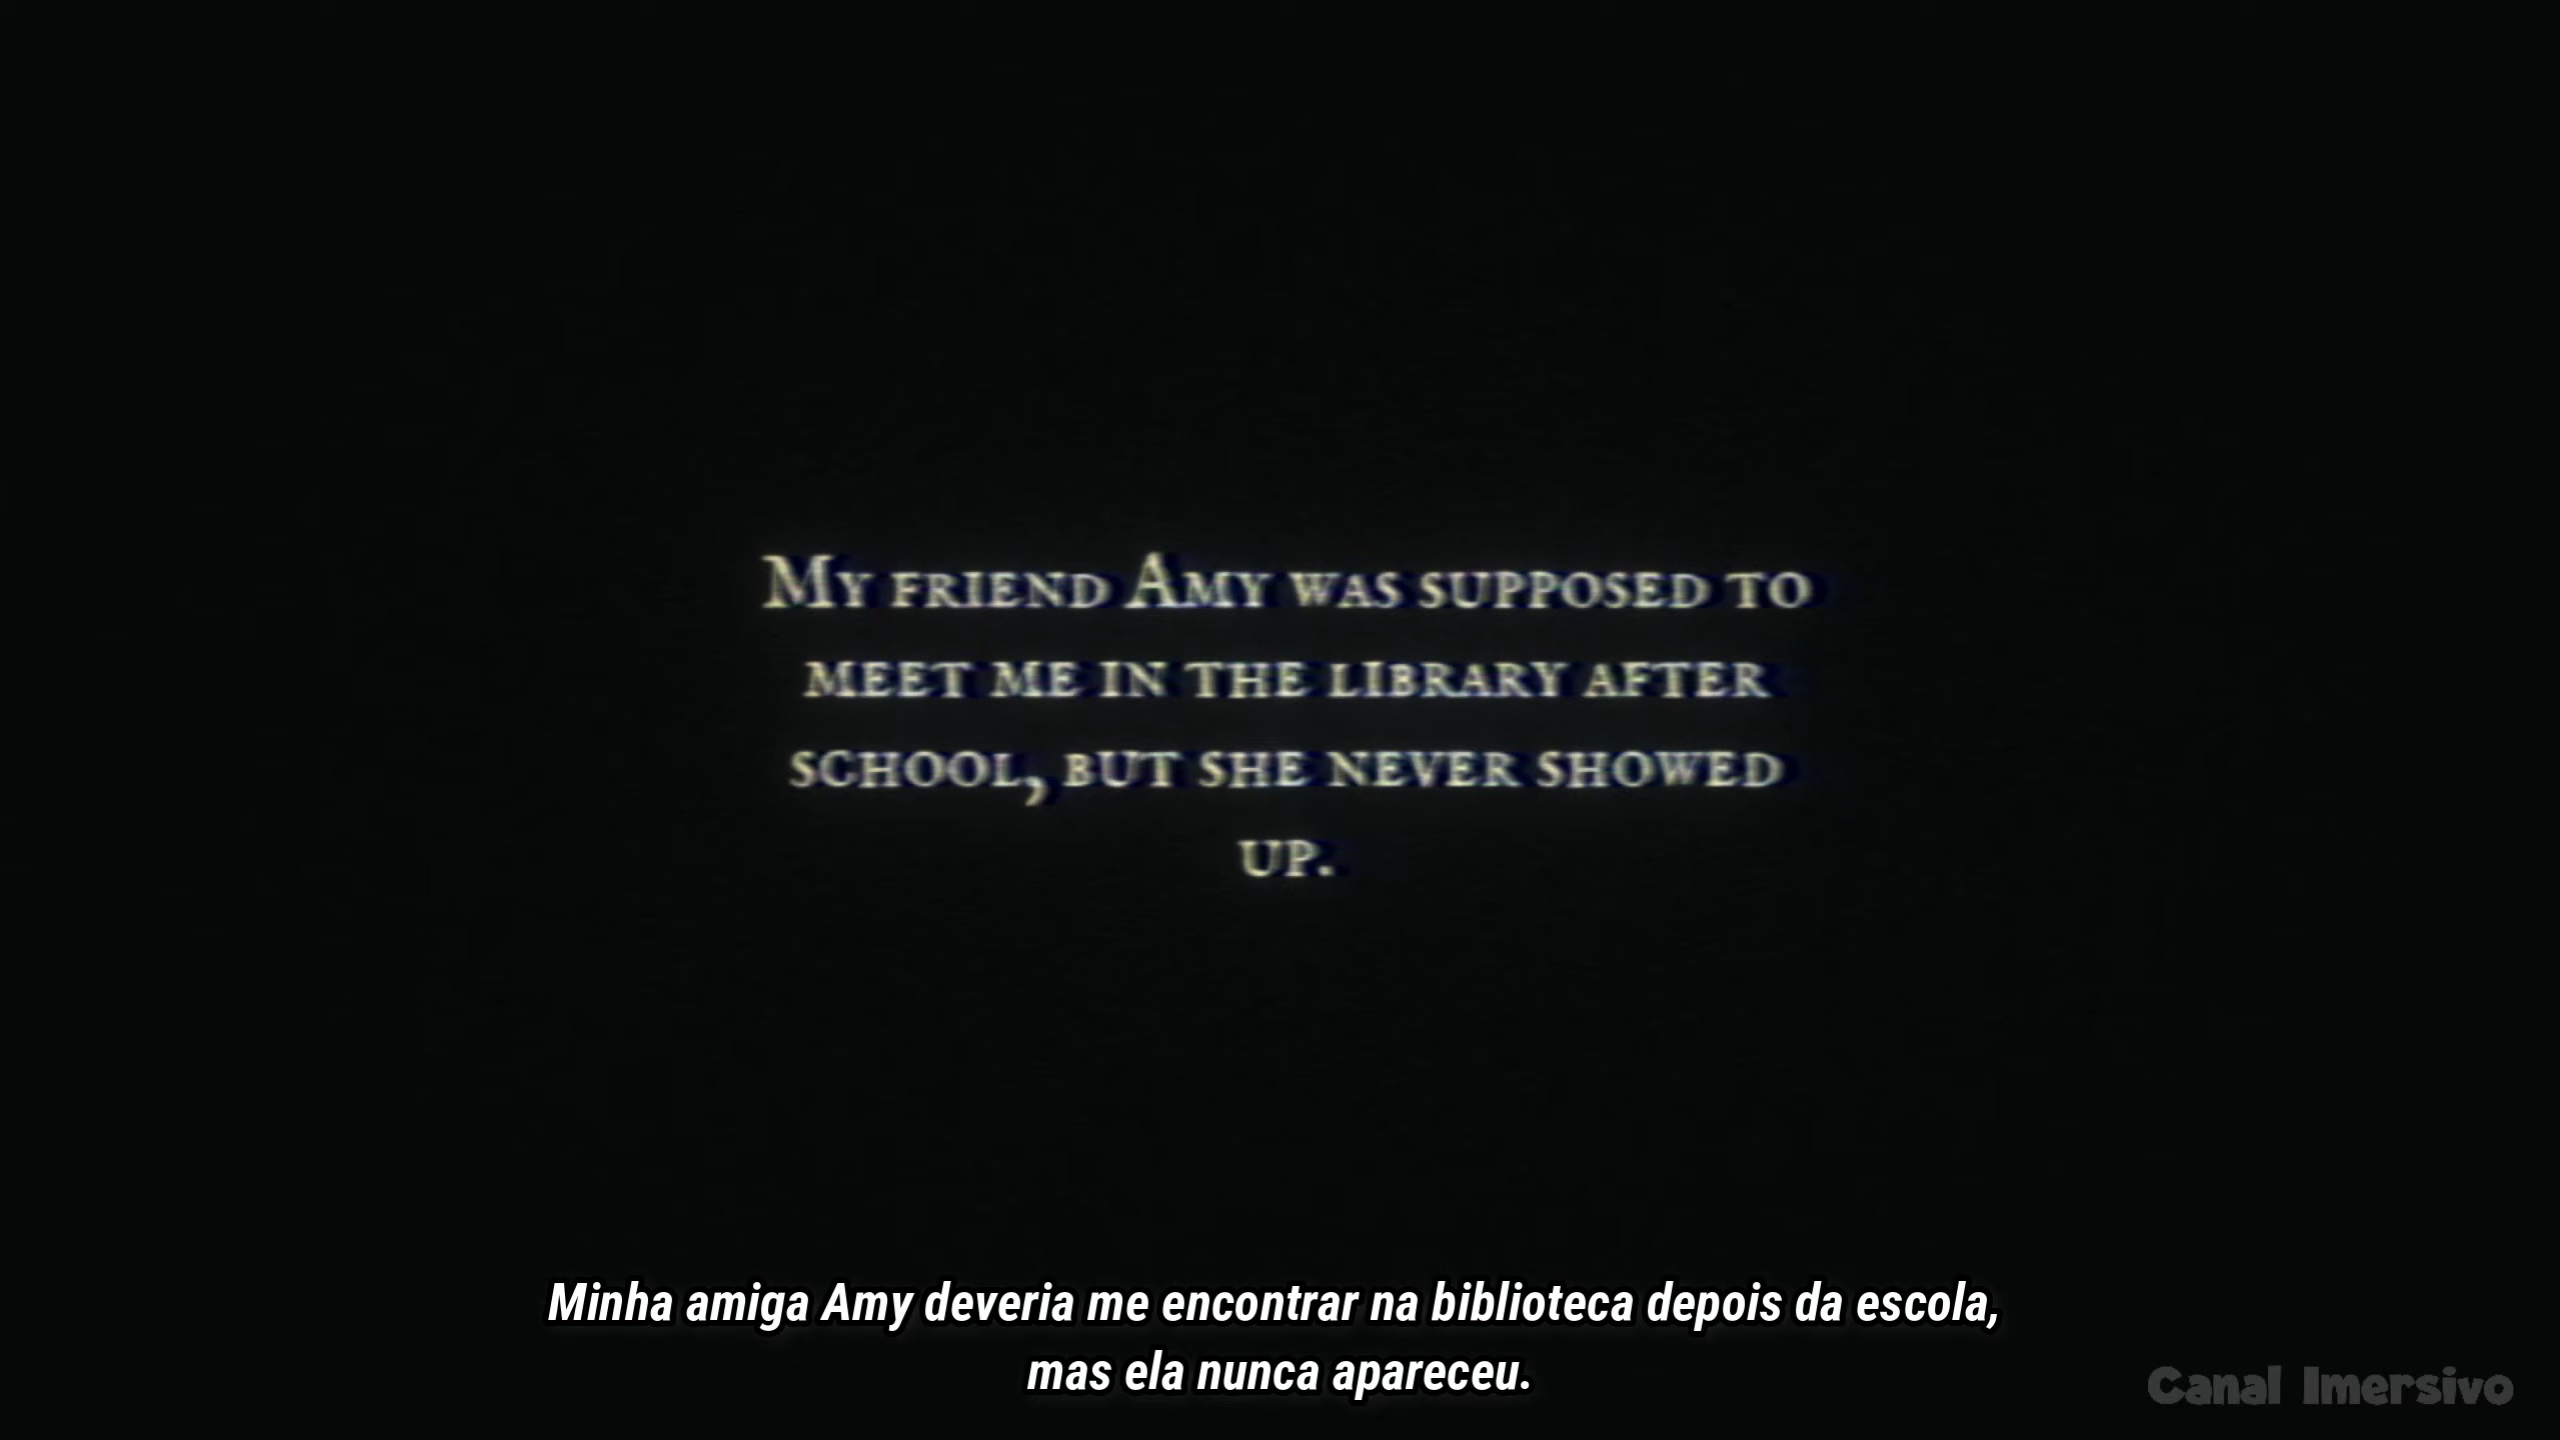 My friend Amy was supposed to
meet me in the library after
school, but she never showed
up.
Minha amiga Amy deveria me encontrar na biblioteca depois da escola,
mas ela nunca apareceu.
Canal Imersivo